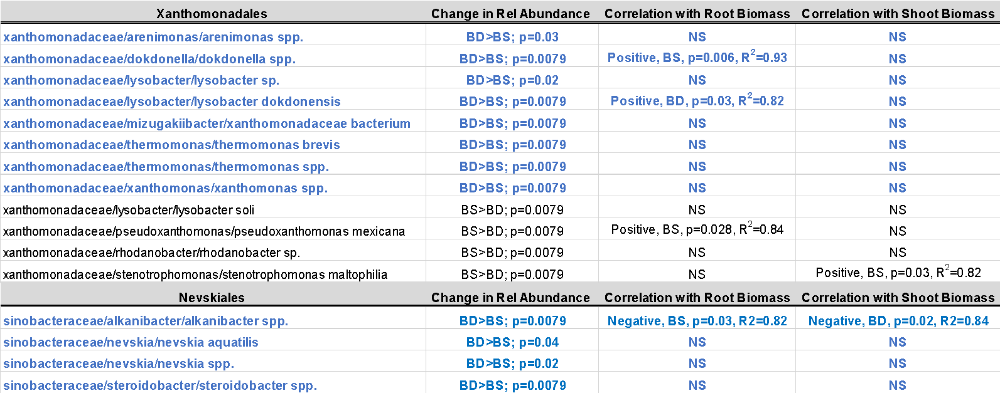 Xanthomonadales Change in Rel Abundance Correlation with Root Biomass Correlation with Shoot Biomass
xanthomonadaceae/arenimonas/arenimonas spp. BD>BS; p=0.03 NS NS
xanthomonadaceae/dokdonella/dokdonella spp. BD>BS; p=0.0079 Positive, BS, p=0.006, R²=0.93 NS
xanthomonadaceae/lysobacter/lysobacter sp. BD>BS; p=0.02 NS NS
xanthomonadaceae/lysobacter/lysobacter dokdonensis BD>BS; p=0.0079 Positive, BD, p=0.03, R²=0.82 NS
xanthomonadaceae/mizugakiibacter/xanthomonadaceae bacterium BD>BS; p=0.0079 NS NS
xanthomonadaceae/thermomonas/thermomonas brevis BD>BS; p=0.0079 NS NS
xanthomonadaceae/thermomonas/thermomonas spp. BD>BS; p=0.0079 NS NS
xanthomonadaceae/xanthomonas/xanthomonas spp. BD>BS; p=0.0079 NS NS
xanthomonadaceae/lysobacter/lysobacter soli BS>BD; p=0.0079 NS NS
xanthomonadaceae/pseudoxanthomonas/pseudoxanthomonas mexicana BS>BD; p=0.0079 Positive, BS, p=0.028, R²=0.84 NS
xanthomonadaceae/rhodanobacter/rhodanobacter sp. BS>BD; p=0.0079 NS NS
xanthomonadaceae/stenotrophomonas/stenotrophomonas maltophilia BS>BD; p=0.0079 NS Positive, BS, p=0.03, R²=0.82
Nevskiales Change in Rel Abundance Correlation with Root Biomass Correlation with Shoot Biomass
sinobacteraceae/alkanibacter/alkanibacter spp. BD>BS; p=0.0079 Negative, BS, p=0.03, R2=0.82 Negative, BD, p=0.02, R2=0.84
sinobacteraceae/nevskia/nevskia aquatilis BD>BS; p=0.04 NS NS
sinobacteraceae/nevskia/nevskia spp. BD>BS; p=0.02 NS NS
sinobacteraceae/steroidobacter/steroidobacter spp. BD>BS; p=0.0079 NS NS